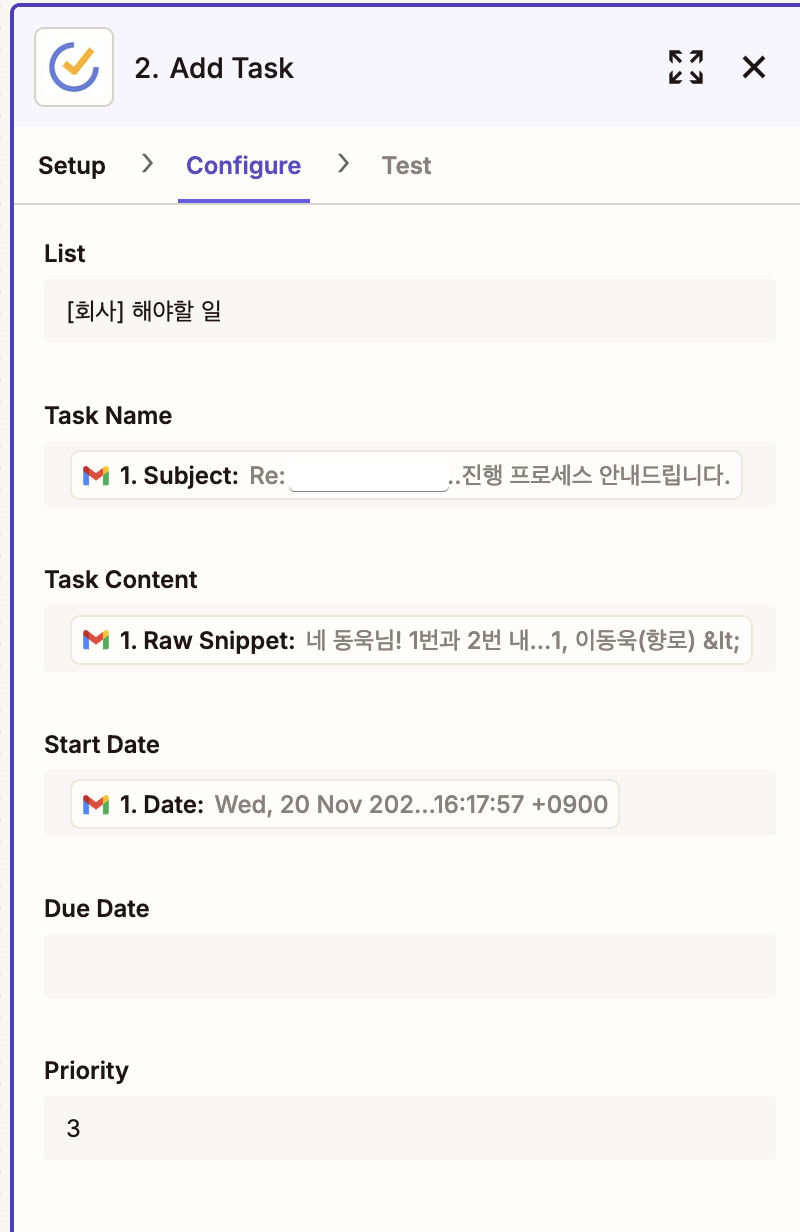 2. Add Task
Setup > Configure > Test
List
[회사] 해야할 일
Task Name
1. Subject: Re: ..진행 프로세스 안내드립니다.
Task Content
1. Raw Snippet: 네 동욱님! 1번과 2번 내...1, 이동욱(향로) &lt;
Start Date
1. Date: Wed, 20 Nov 202...16:17:57 +0900
Due Date
Priority
3